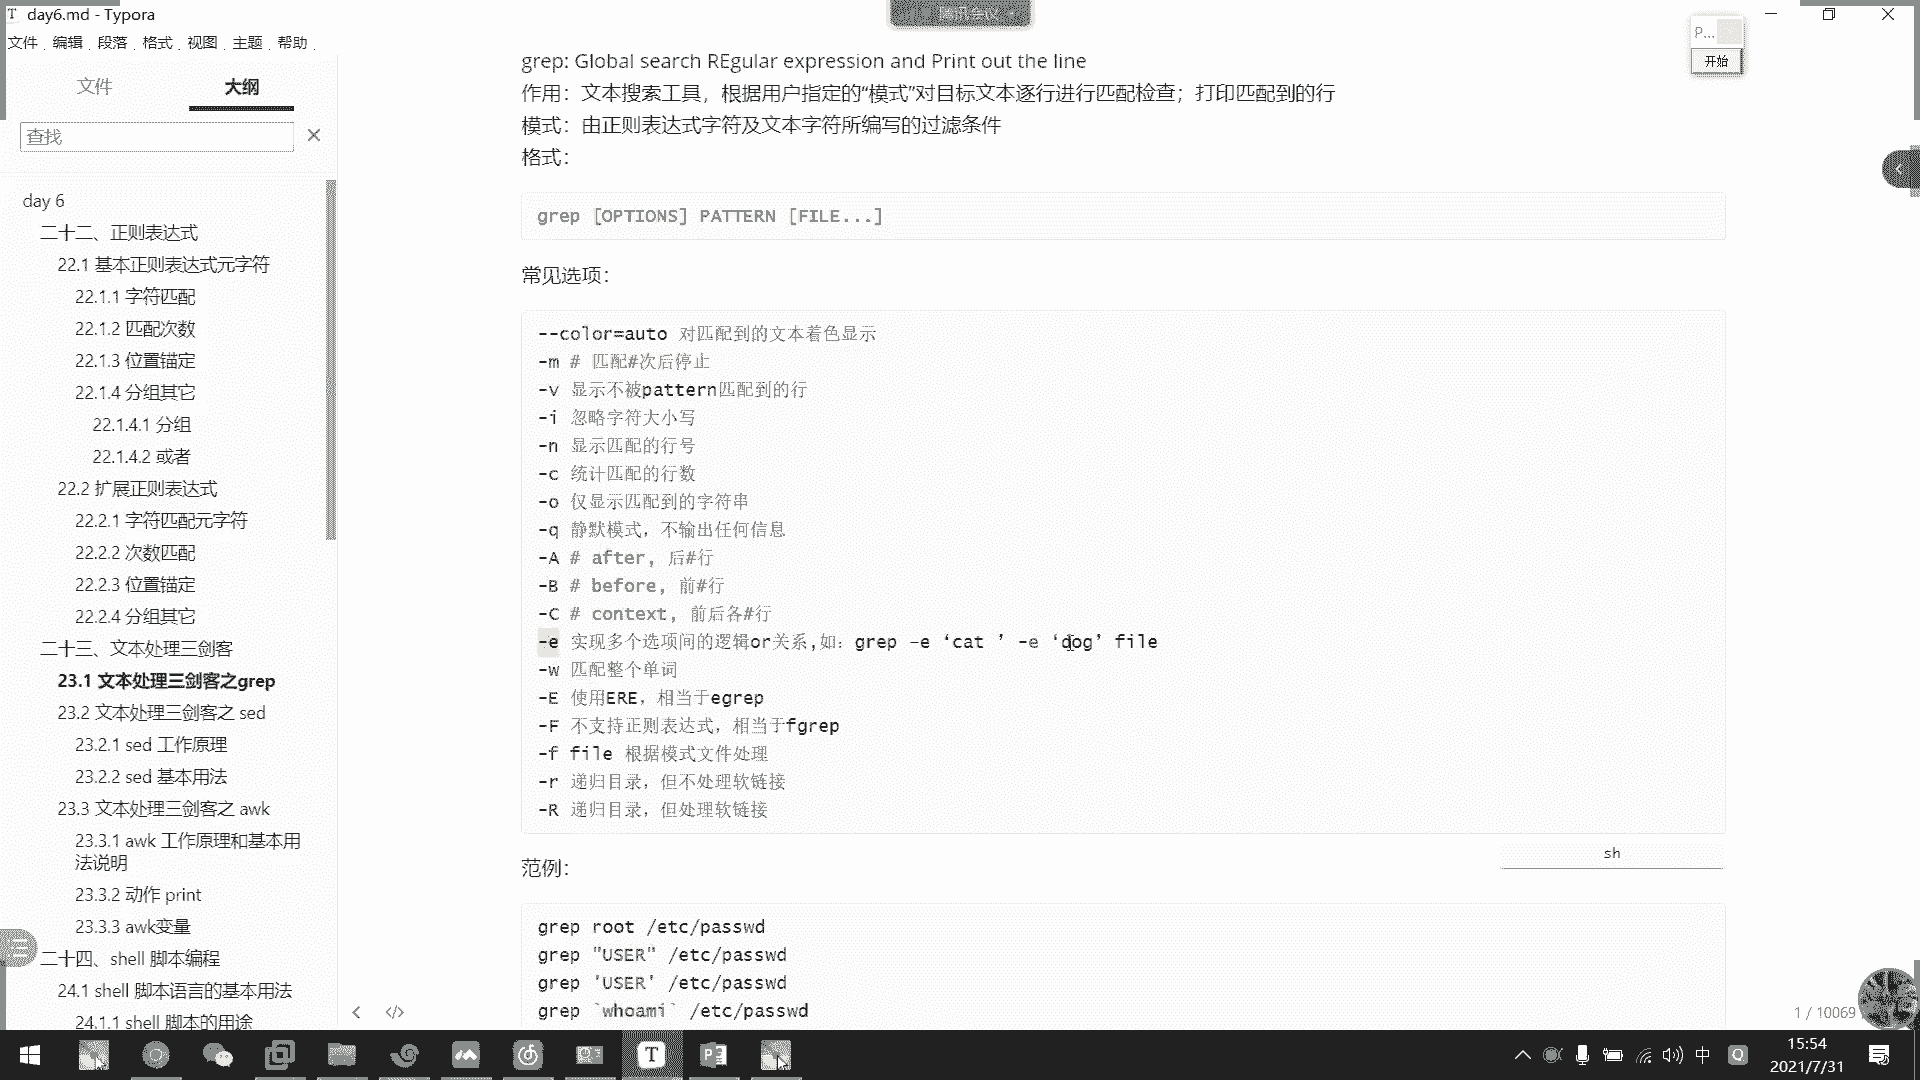 day6.md - Typora
腾讯会议
文件 编辑 段落 格式 视图 主题 帮助
P...
开始
文件 大纲
查找
day 6
二十二、正则表达式
22.1 基本正则表达式元字符
22.1.1 字符匹配
22.1.2 匹配次数
22.1.3 位置锚定
22.1.4 分组其它
22.1.4.1 分组
22.1.4.2 或者
22.2 扩展正则表达式
22.2.1 字符匹配元字符
22.2.2 次数匹配
22.2.3 位置锚定
22.2.4 分组其它
二十三、文本处理三剑客
23.1 文本处理三剑客之grep
23.2 文本处理三剑客之 sed
23.2.1 sed 工作原理
23.2.2 sed 基本用法
23.3 文本处理三剑客之 awk
23.3.1 awk 工作原理和基本用
法说明
23.3.2 动作 print
23.3.3 awk变量
二十四、shell 脚本编程
24.1 shell 脚本语言的基本用法
24.1.1 shell 脚本的用途
grep: Global search REgular expression and Print out the line
作用：文本搜索工具，根据用户指定的“模式”对目标文本逐行进行匹配检查；打印匹配到的行
模式：由正则表达式字符及文本字符所编写的过滤条件
格式：
grep [OPTIONS] PATTERN [FILE...]
常见选项：
--color=auto 对匹配到的文本着色显示
-m # 匹配#次后停止
-v 显示不被pattern匹配到的行
-i 忽略字符大小写
-n 显示匹配的行号
-c 统计匹配的行数
-o 仅显示匹配到的字符串
-q 静默模式，不输出任何信息
-A # after, 后#行
-B # before, 前#行
-C # context, 前后各#行
-e 实现多个选项间的逻辑or关系,如：grep -e ‘cat ’ -e ‘dog’ file
-w 匹配整个单词
-E 使用ERE，相当于egrep
-F 不支持正则表达式，相当于fgrep
-f file 根据模式文件处理
-r 递归目录，但不处理软链接
-R 递归目录，但处理软链接
sh
范例：
grep root /etc/passwd
grep "USER" /etc/passwd
grep 'USER' /etc/passwd
grep `whoami` /etc/passwd
1 / 10069
中
15:54
2021/7/31